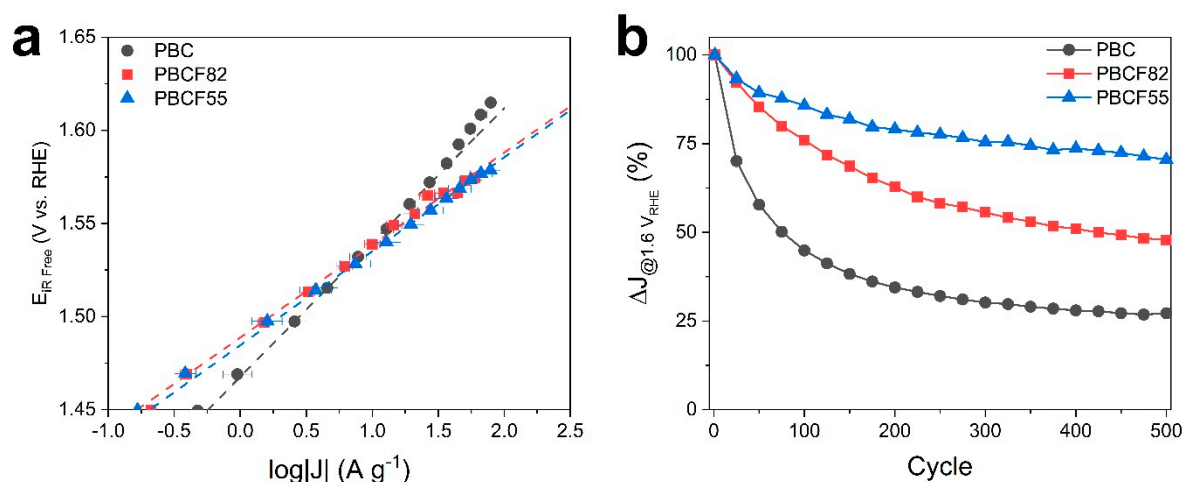 a
E iR Free (V vs. RHE)
1.65
1.60
1.55
1.50
1.45
PBC
PBCF82
PBCF55
-1.0 -0.5 0.0 0.5 1.0 1.5 2.0 2.5
log|J| (A g⁻¹)
b
ΔJ@1.6 V RHE (%)
100
75
50
25
0
PBC
PBCF82
PBCF55
0 100 200 300 400 500
Cycle